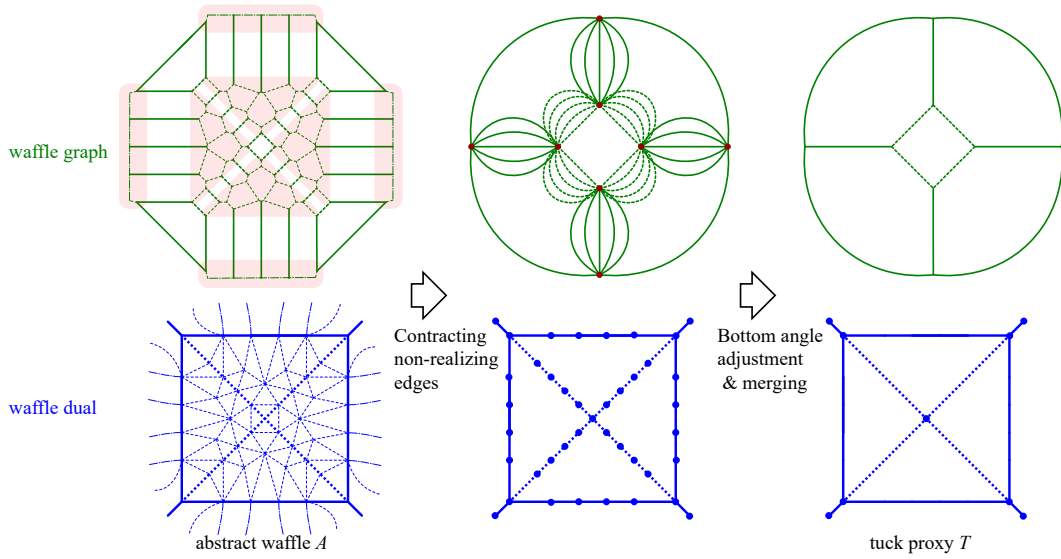 waffle graph
Contracting
non-realizing
edges
Bottom angle
adjustment
& merging
waffle dual
abstract waffle A
tuck proxy T